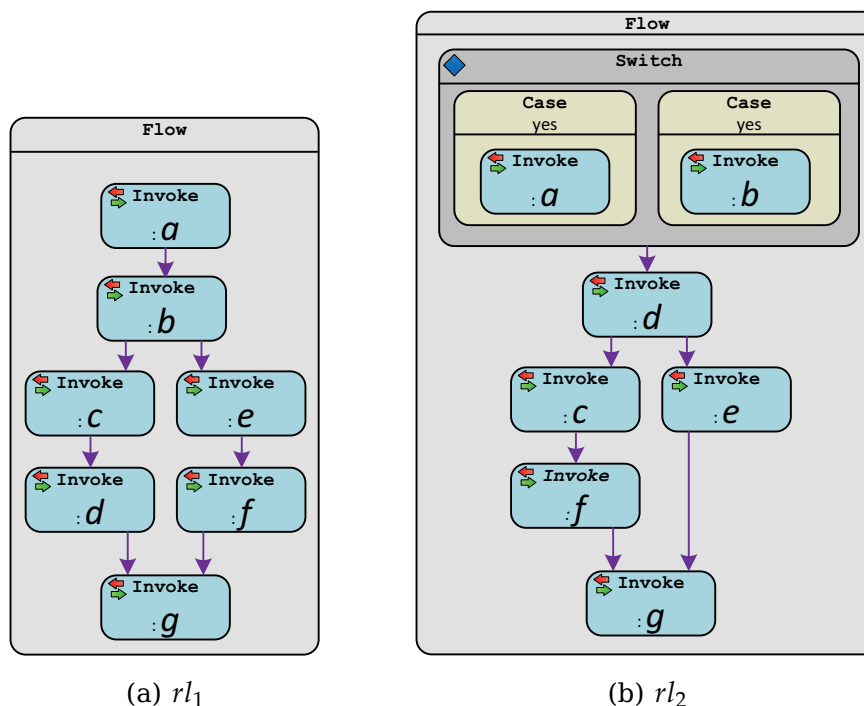 Flow
Invoke
: a
Invoke
: b
Invoke
: c
Invoke
: e
Invoke
: d
Invoke
: f
Invoke
: g
(a) rl₁
Flow
Switch
Case
yes
Invoke
: a
Case
yes
Invoke
: b
Invoke
: d
Invoke
: c
Invoke
: e
Invoke
: f
Invoke
: g
(b) rl₂